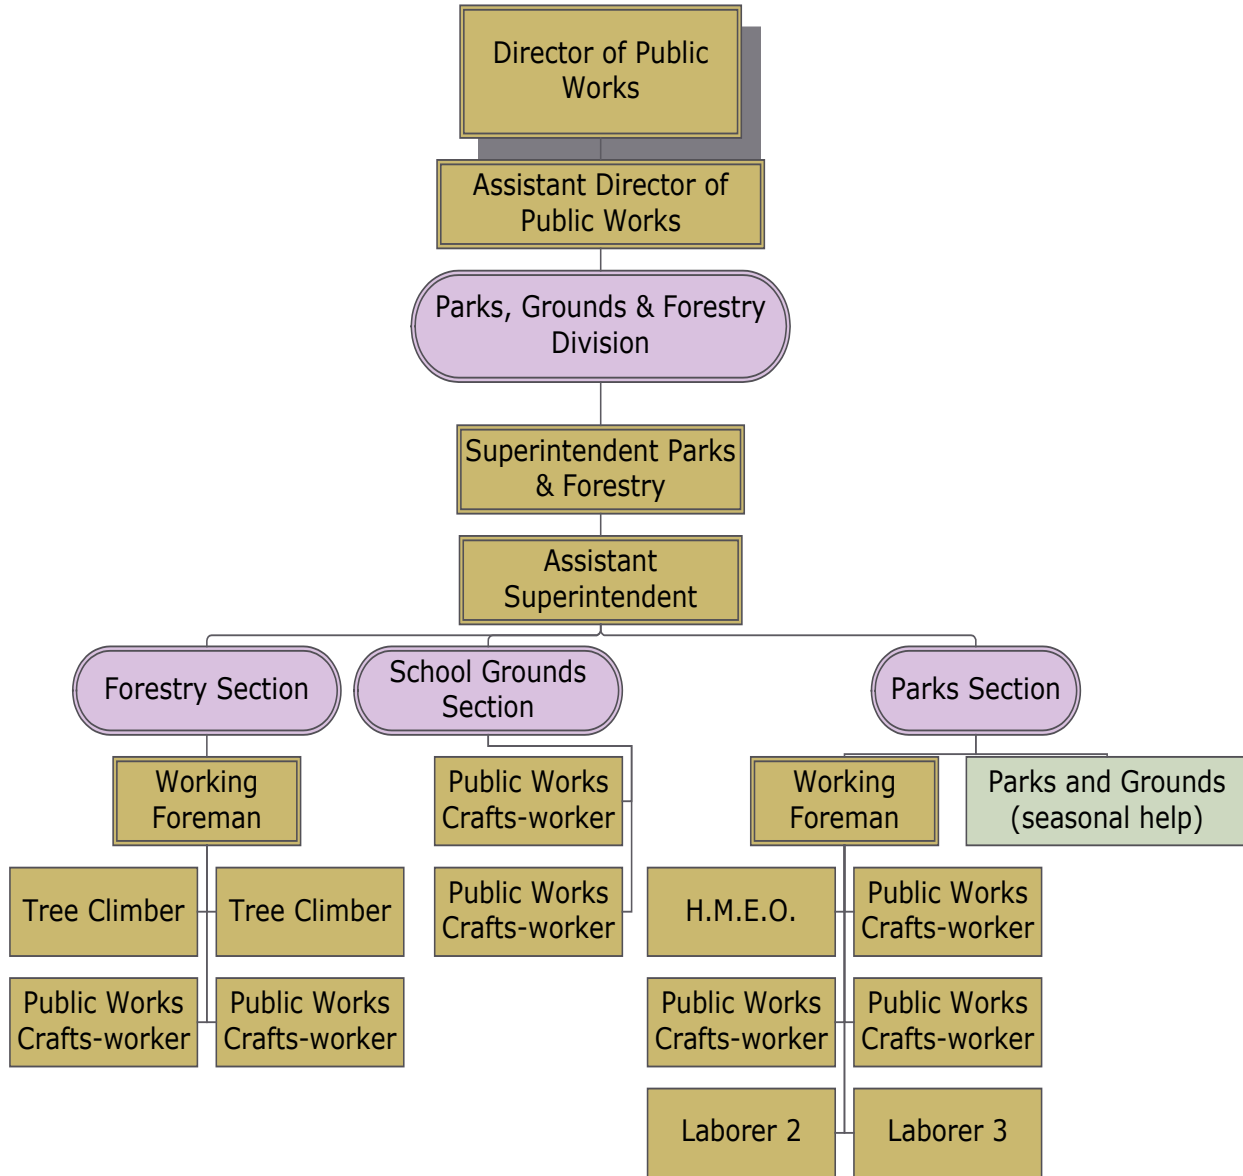 Director of Public
Works
Assistant Director of
Public Works
Parks, Grounds & Forestry
Division
Superintendent Parks
& Forestry
Assistant
Superintendent
Forestry Section
School Grounds
Section
Parks Section
Working
Foreman
Public Works
Crafts-worker
Working
Foreman
Parks and Grounds
(seasonal help)
Tree Climber
Tree Climber
Public Works
Crafts-worker
H.M.E.O.
Public Works
Crafts-worker
Public Works
Crafts-worker
Public Works
Crafts-worker
Public Works
Crafts-worker
Public Works
Crafts-worker
Laborer 2
Laborer 3